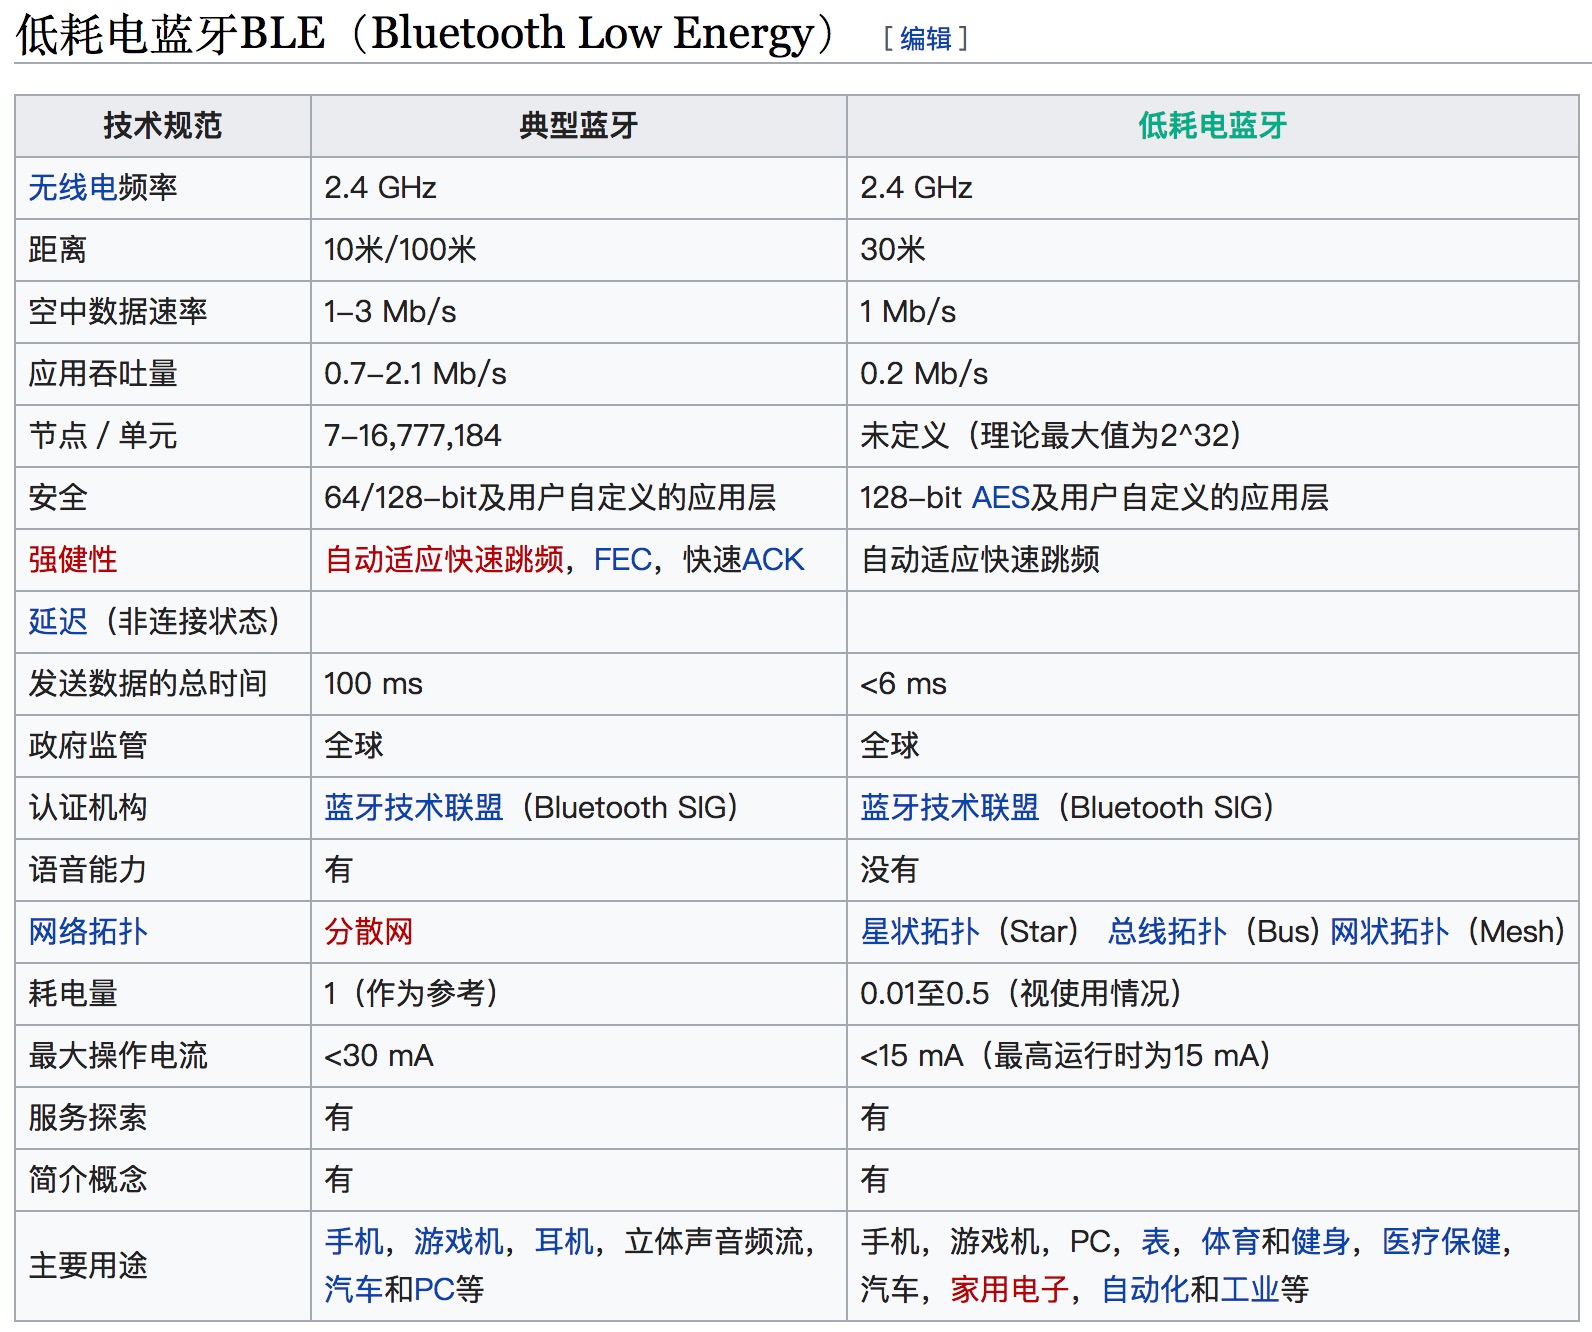 低耗电蓝牙BLE（Bluetooth Low Energy） [编辑]
技术规范 典型蓝牙 低耗电蓝牙
无线电频率 2.4 GHz 2.4 GHz
距离 10米/100米 30米
空中数据速率 1–3 Mb/s 1 Mb/s
应用吞吐量 0.7–2.1 Mb/s 0.2 Mb/s
节点 / 单元 7–16,777,184 未定义（理论最大值为2^32）
安全 64/128-bit及用户自定义的应用层 128-bit AES及用户自定义的应用层
强健性 自动适应快速跳频，FEC，快速ACK 自动适应快速跳频
延迟（非连接状态）
发送数据的总时间 100 ms <6 ms
政府监管 全球 全球
认证机构 蓝牙技术联盟（Bluetooth SIG） 蓝牙技术联盟（Bluetooth SIG）
语音能力 有 没有
网络拓扑 分散网 星状拓扑（Star） 总线拓扑（Bus）网状拓扑（Mesh）
耗电量 1（作为参考） 0.01至0.5（视使用情况）
最大操作电流 <30 mA <15 mA（最高运行时为15 mA）
服务探索 有 有
简介概念 有 有
主要用途 手机，游戏机，耳机，立体声音频流， 手机，游戏机，PC，表，体育和健身，医疗保健，
汽车和PC等 汽车，家用电子，自动化和工业等